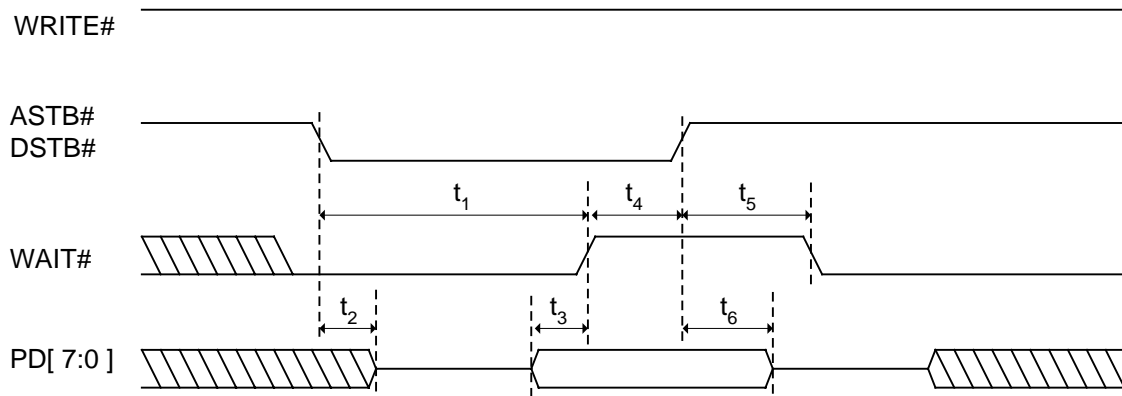 WRITE#
ASTB#
DSTB#
t1 t4 t5
WAIT#
t2 t3 t6
PD[ 7:0 ]